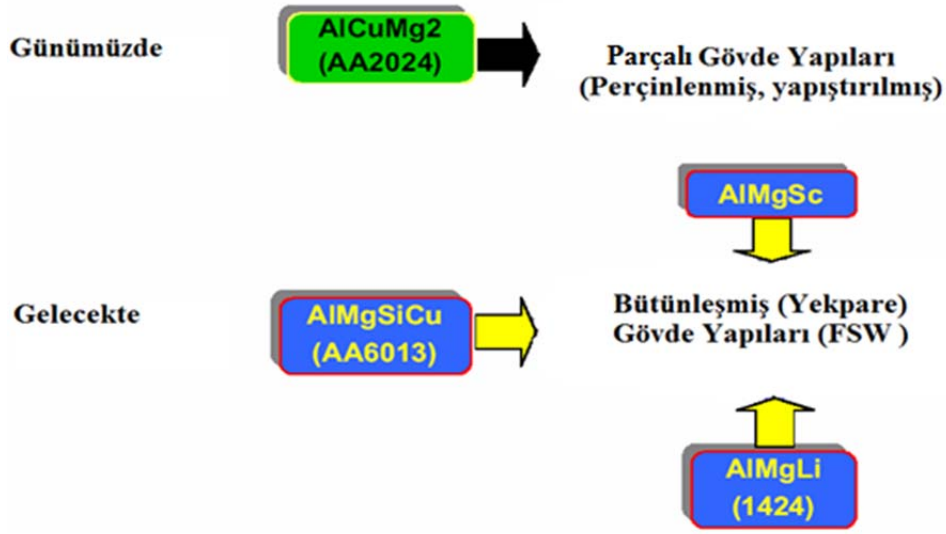 Günümüzde
AlCuMg2
(AA2024)
Parçalı Gövde Yapıları
(Perçinlenmiş, yapıştırılmış)
AlMgSc
Gelecekte
AlMgSiCu
(AA6013)
Bütünleşmiş (Yekpare)
Gövde Yapıları (FSW )
AlMgLi
(1424)